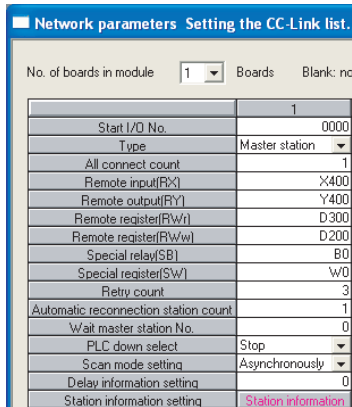 Network parameters Setting the CC-Link list.
No. of boards in module 1 Boards Blank: no
1
Start I/O No. 0000
Type Master station
All connect count 1
Remote input(RX) X400
Remote output(RY) Y400
Remote register(RWr) D300
Remote register(RWw) D200
Special relay(SB) B0
Special register(SW) W0
Retry count 3
Automatic reconnection station count 1
Wait master station No. 0
PLC down select Stop
Scan mode setting Asynchronously
Delay information setting 0
Station information setting Station information